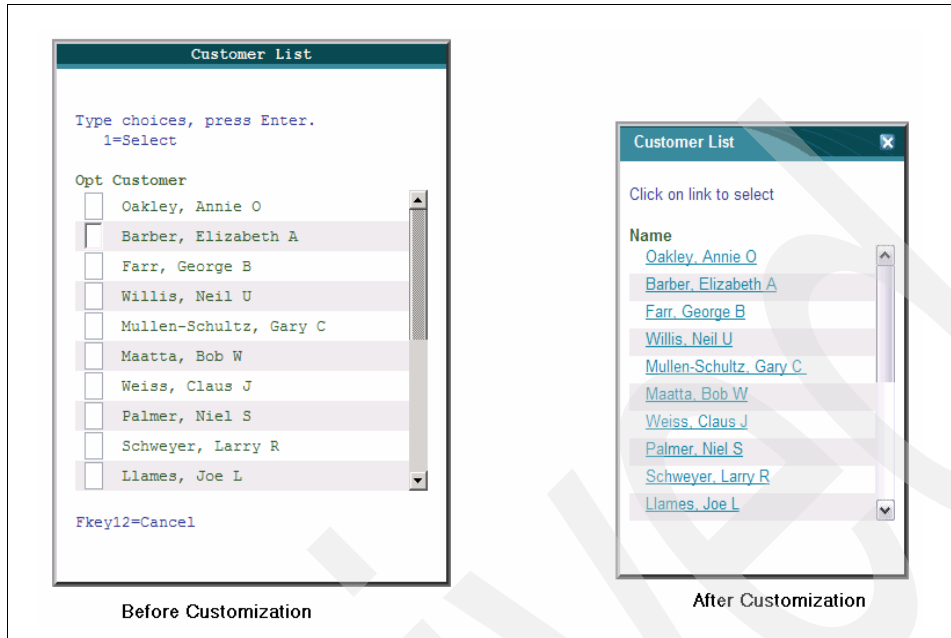 Customer List
Type choices, press Enter.
1=Select
Opt Customer
Oakley, Annie O
Barber, Elizabeth A
Farr, George B
Willis, Neil U
Mullen-Schultz, Gary C
Maatta, Bob W
Weiss, Claus J
Palmer, Niel S
Schweyer, Larry R
Llames, Joe L
Fkey12=Cancel
Before Customization
Customer List
Click on link to select
Name
Oakley, Annie O
Barber, Elizabeth A
Farr, George B
Willis, Neil U
Mullen-Schultz, Gary C
Maatta, Bob W
Weiss, Claus J
Palmer, Niel S
Schweyer, Larry R
Llames, Joe L
After Customization